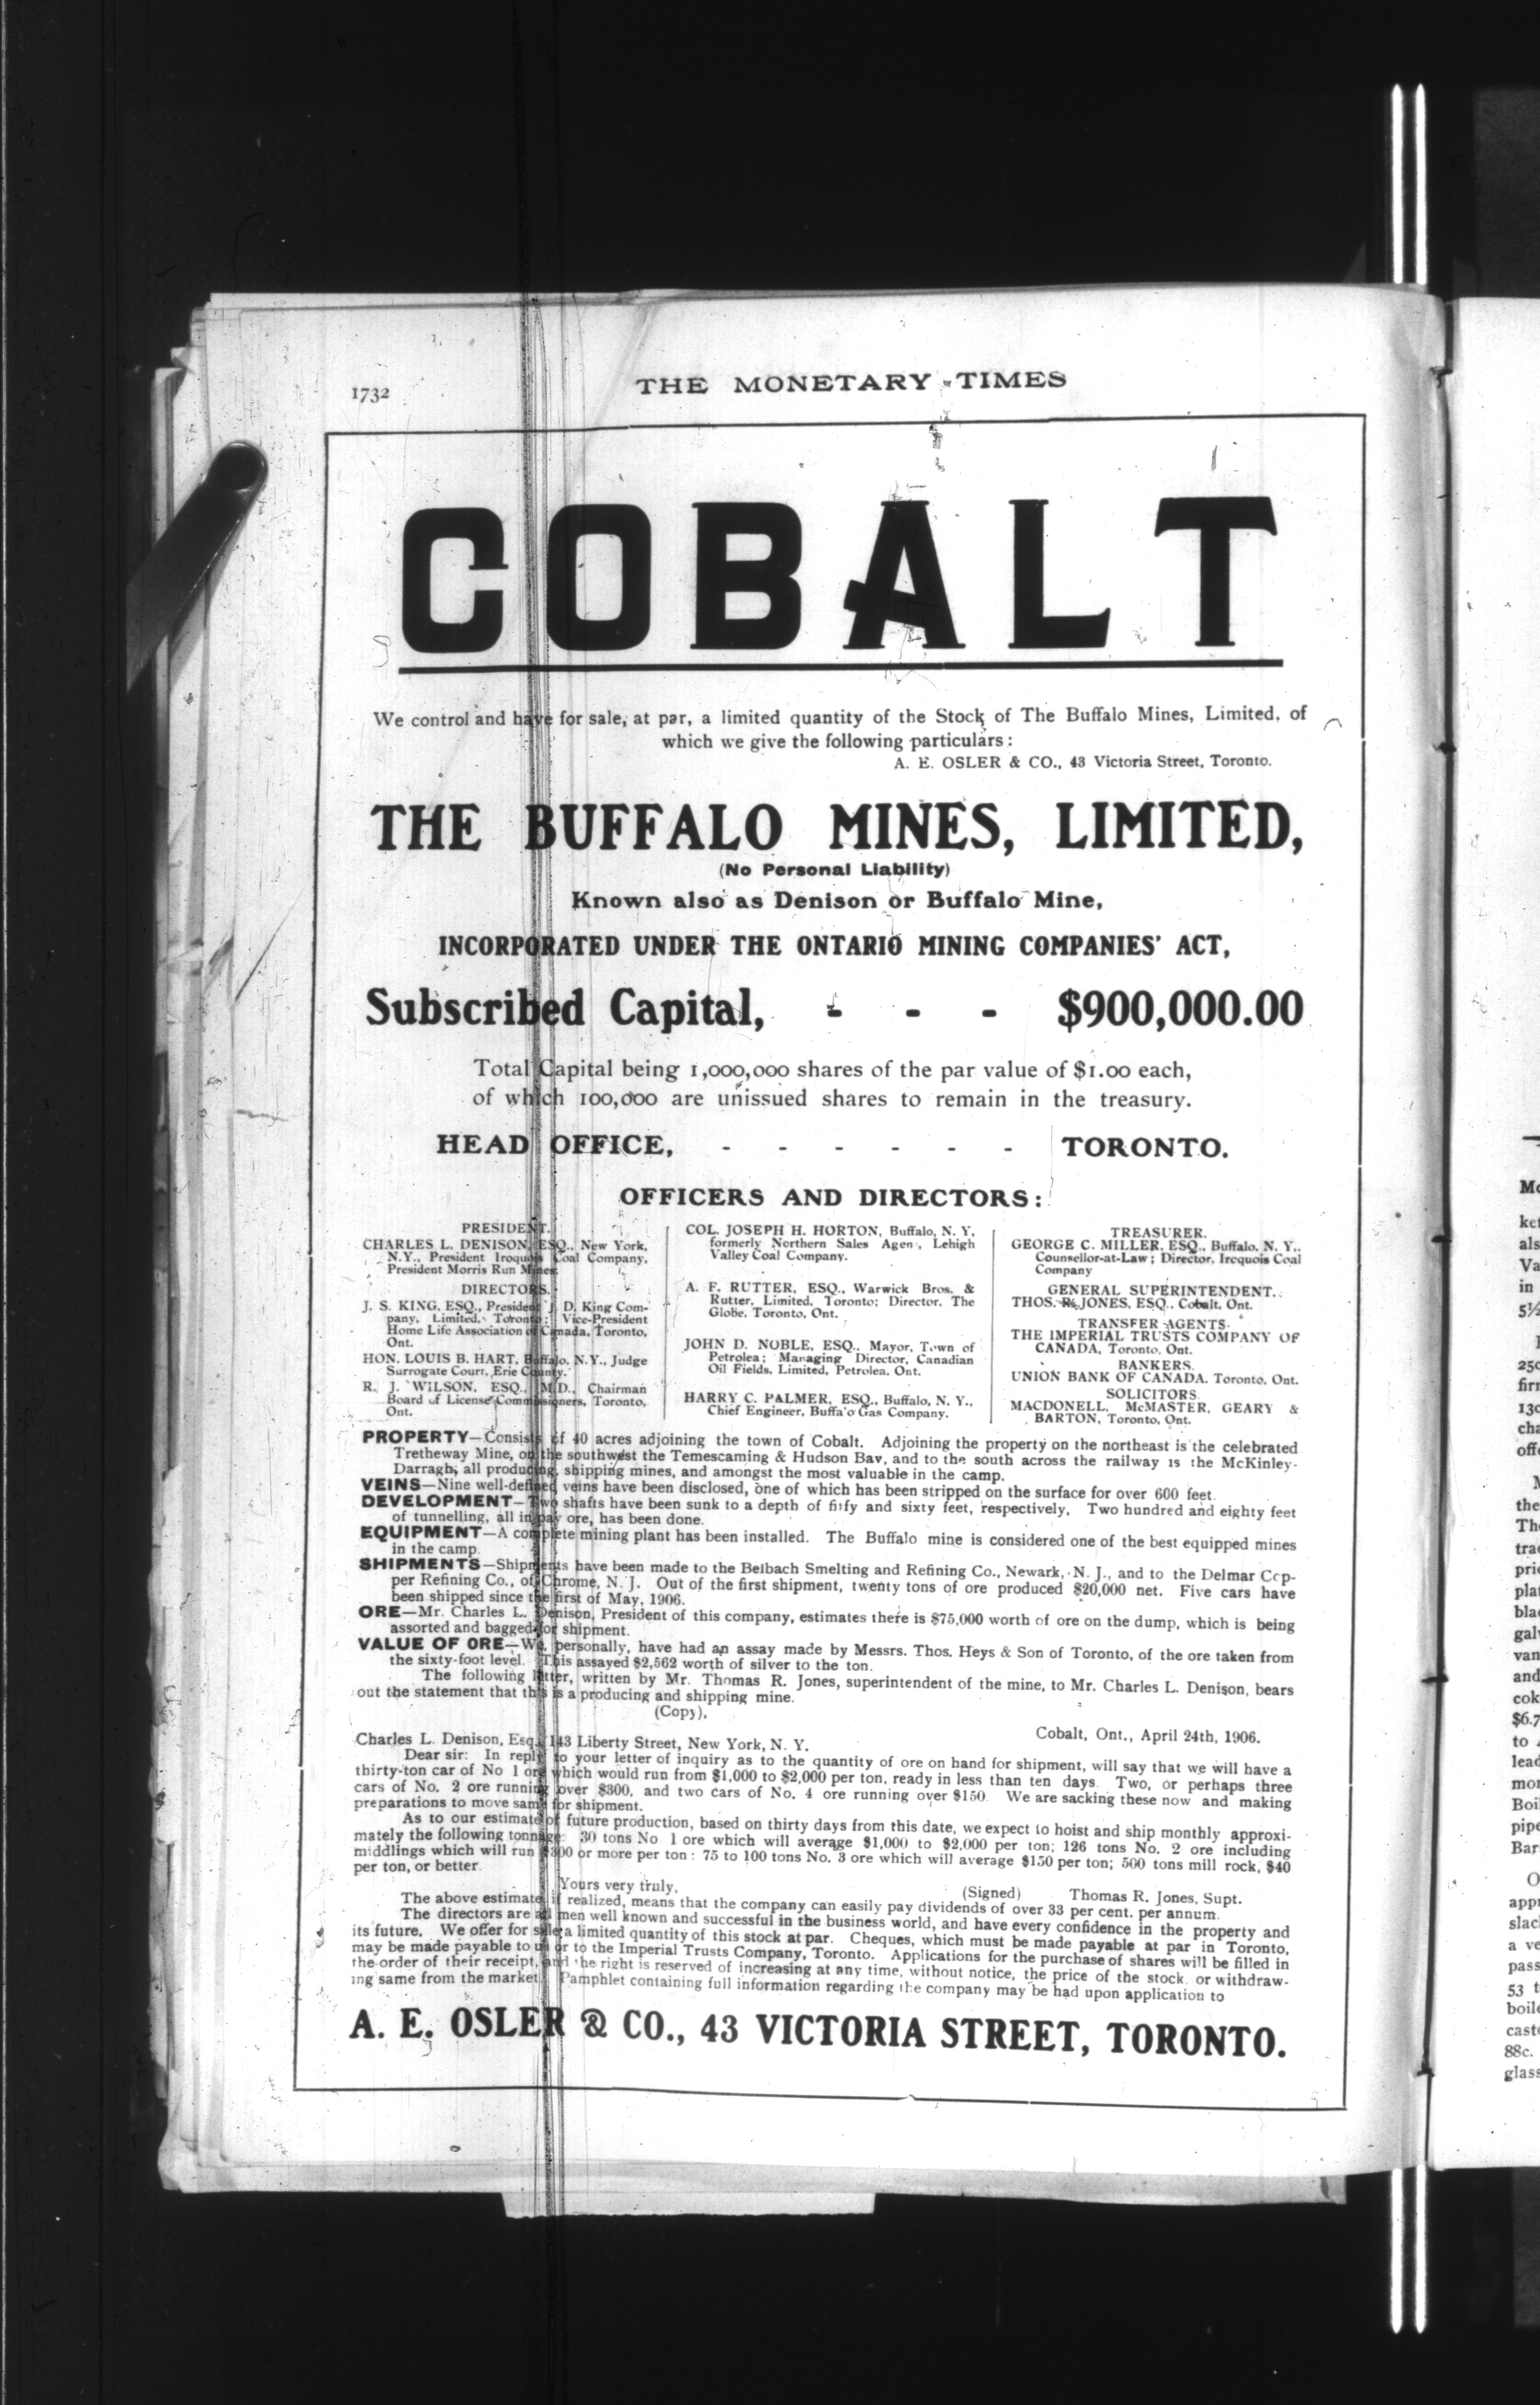 1732
THE MONETARY TIMES
COBALT
We control and have for sale, at par, a limited quantity of the Stock of The Buffalo Mines, Limited, of
which we give the following particulars:
A. E. OSLER & CO., 43 Victoria Street, Toronto.
THE BUFFALO MINES, LIMITED,
(No Personal Liability)
Known also as Denison or Buffalo Mine,
INCORPORATED UNDER THE ONTARIO MINING COMPANIES' ACT,
Subscribed Capital, - - - $900,000.00
Total Capital being 1,000,000 shares of the par value of $1.00 each,
of which 100,000 are unissued shares to remain in the treasury.
HEAD OFFICE, - - - - - - TORONTO.
OFFICERS AND DIRECTORS:
PRESIDENT.
CHARLES L. DENISON, ESQ., New York,
N.Y., President Iroquois Coal Company,
President Morris Run Mines.
DIRECTORS.
J. S. KING, ESQ., President J. D. King Com-
pany, Limited, Toronto; Vice-President
Home Life Association of Canada, Toronto,
Ont.
HON. LOUIS B. HART, Buffalo, N.Y., Judge
Surrogate Court, Erie County.
R. J. WILSON, ESQ., M.D., Chairman
Board of License Commissioners, Toronto,
Ont.
COL. JOSEPH H. HORTON, Buffalo, N. Y.
formerly Northern Sales Agen, Lehigh
Valley Coal Company.
A. F. RUTTER, ESQ., Warwick Bros. &
Rutter, Limited, Toronto; Director, The
Globe, Toronto, Ont.
JOHN D. NOBLE, ESQ., Mayor, Town of
Petrolea; Managing Director, Canadian
Oil Fields, Limited, Petrolea, Ont.
HARRY C. PALMER, ESQ., Buffalo, N. Y.,
Chief Engineer, Buffalo Gas Company.
TREASURER.
GEORGE C. MILLER, ESQ., Buffalo, N. Y.,
Counsellor-at-Law; Director, Iroquois Coal
Company
GENERAL SUPERINTENDENT.
THOS. R. JONES, ESQ., Cobalt, Ont.
TRANSFER AGENTS.
THE IMPERIAL TRUSTS COMPANY OF
CANADA, Toronto, Ont.
BANKERS.
UNION BANK OF CANADA, Toronto, Ont.
SOLICITORS.
MACDONELL, McMASTER, GEARY &
BARTON, Toronto, Ont.
PROPERTY—Consists of 40 acres adjoining the town of Cobalt. Adjoining the property on the northeast is the celebrated
Tretheway Mine, on the southwest the Temescaming & Hudson Bay, and to the south across the railway is the McKinley-
Darragh, all producing, shipping mines, and amongst the most valuable in the camp.
VEINS—Nine well-defined veins have been disclosed, one of which has been stripped on the surface for over 600 feet.
DEVELOPMENT—Two shafts have been sunk to a depth of fifty and sixty feet, respectively, Two hundred and eighty feet
of tunnelling, all in pay ore, has been done.
EQUIPMENT—A complete mining plant has been installed. The Buffalo mine is considered one of the best equipped mines
in the camp.
SHIPMENTS—Shipments have been made to the Belbach Smelting and Refining Co., Newark, N. J., and to the Delmar Cop-
per Refining Co., of Chrome, N. J. Out of the first shipment, twenty tons of ore produced $20,000 net. Five cars have
been shipped since the first of May, 1906.
ORE—Mr. Charles L. Denison, President of this company, estimates there is $75,000 worth of ore on the dump, which is being
assorted and bagged for shipment.
VALUE OF ORE—We, personally, have had an assay made by Messrs. Thos. Heys & Son of Toronto, of the ore taken from
the sixty-foot level. This assayed $2,562 worth of silver to the ton.
The following letter, written by Mr. Thomas R. Jones, superintendent of the mine, to Mr. Charles L. Denison, bears
out the statement that this is a producing and shipping mine.
(Copy).
Cobalt, Ont., April 24th, 1906.
Charles L. Denison, Esq., 143 Liberty Street, New York, N. Y.
Dear sir: In reply to your letter of inquiry as to the quantity of ore on hand for shipment, will say that we will have a
thirty-ton car of No 1 ore which would run from $1,000 to $2,000 per ton, ready in less than ten days. Two, or perhaps three
cars of No. 2 ore running over $300, and two cars of No. 4 ore running over $150. We are sacking these now and making
preparations to move same for shipment.
As to our estimate of future production, based on thirty days from this date, we expect to hoist and ship monthly approxi-
mately the following tonnage: 30 tons No 1 ore which will average $1,000 to $2,000 per ton; 126 tons No. 2 ore including
middlings which will run $300 or more per ton: 75 to 100 tons No. 3 ore which will average $150 per ton; 500 tons mill rock, $40
per ton, or better.
Yours very truly,
(Signed) Thomas R. Jones, Supt.
The above estimate, if realized, means that the company can easily pay dividends of over 33 per cent. per annum.
The directors are all men well known and successful in the business world, and have every confidence in the property and
its future. We offer for sale a limited quantity of this stock at par. Cheques, which must be made payable at par in Toronto,
may be made payable to us or to the Imperial Trusts Company, Toronto. Applications for the purchase of shares will be filled in
the order of their receipt, and the right is reserved of increasing at any time, without notice, the price of the stock, or withdraw-
ing same from the market. Pamphlet containing full information regarding the company may be had upon application to
A. E. OSLER & CO., 43 VICTORIA STREET, TORONTO.